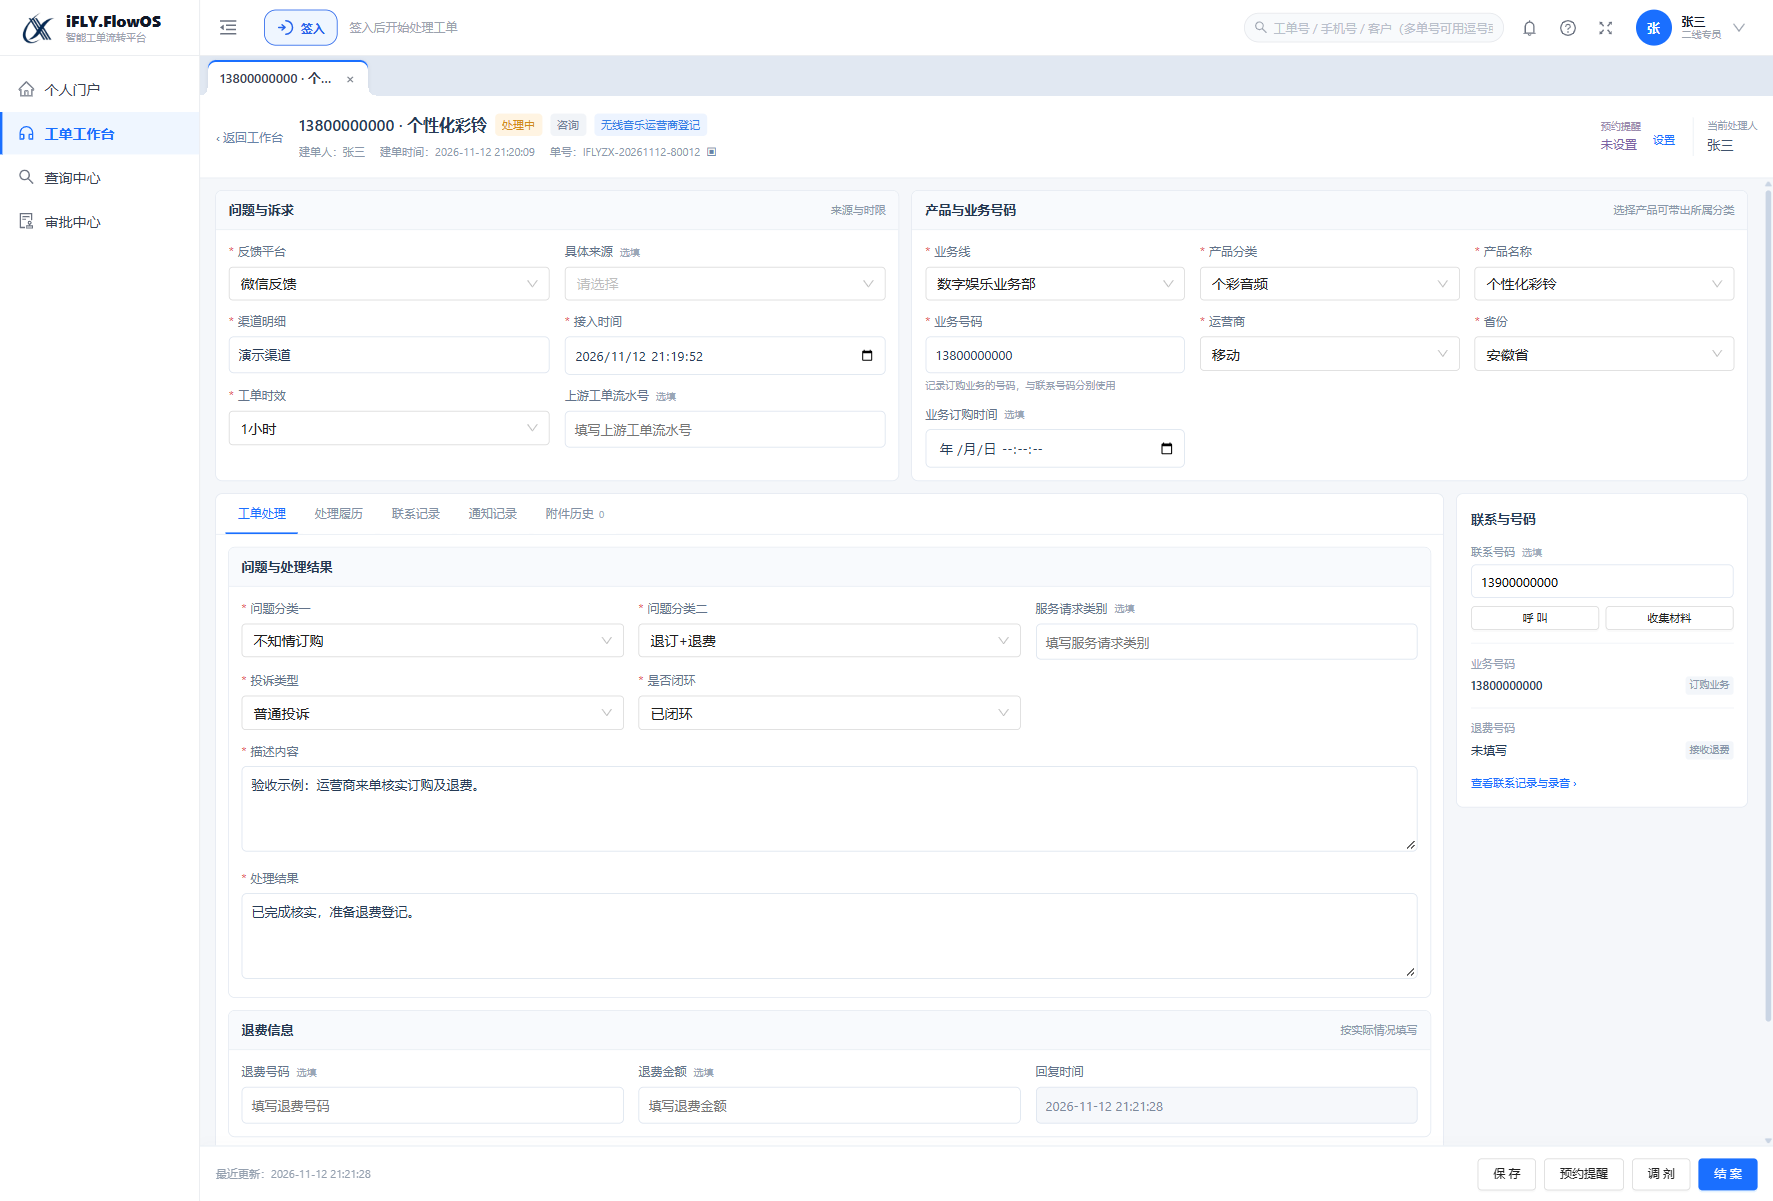 iFLY.FlowOS
智能工单流转平台
签入
签入后开始处理工单
工单号 / 手机号 / 客户（多单号可用逗号
张
张三
二线专员
个人门户
工单工作台
查询中心
审批中心
13800000000 · 个... ×
‹ 返回工作台
13800000000 · 个性化彩铃 处理中 咨询 无线音乐运营商登记
建单人：张三 建单时间：2026-11-12 21:20:09 单号：IFLYZX-20261112-80012
预约提醒
未设置 设置
当前处理人
张三
问题与诉求 来源与时限
* 反馈平台 具体来源 选填
微信反馈 请选择
* 渠道明细 * 接入时间
演示渠道 2026/11/12 21:19:52
* 工单时效 上游工单流水号 选填
1小时 填写上游工单流水号
产品与业务号码 选择产品可带出所属分类
* 业务线 * 产品分类 * 产品名称
数字娱乐业务部 个彩音频 个性化彩铃
* 业务号码 * 运营商 * 省份
13800000000 移动 安徽省
记录订购业务的号码，与联系号码分别使用
业务订购时间 选填
年 /月/日 --:--:--
工单处理 处理履历 联系记录 通知记录 附件历史 0
问题与处理结果
* 问题分类一 * 问题分类二 服务请求类别 选填
不知情订购 退订+退费 填写服务请求类别
* 投诉类型 * 是否闭环
普通投诉 已闭环
* 描述内容
验收示例：运营商来单核实订购及退费。
* 处理结果
已完成核实，准备退费登记。
退费信息 按实际情况填写
退费号码 选填 退费金额 选填 回复时间
填写退费号码 填写退费金额 2026-11-12 21:21:28
联系与号码
联系号码 选填
13900000000
呼 叫 收集材料
业务号码
13800000000 订购业务
退费号码
未填写 接收退费
查看联系记录与录音 ›
最近更新：2026-11-12 21:21:28
保 存 预约提醒 调 剂 结 案